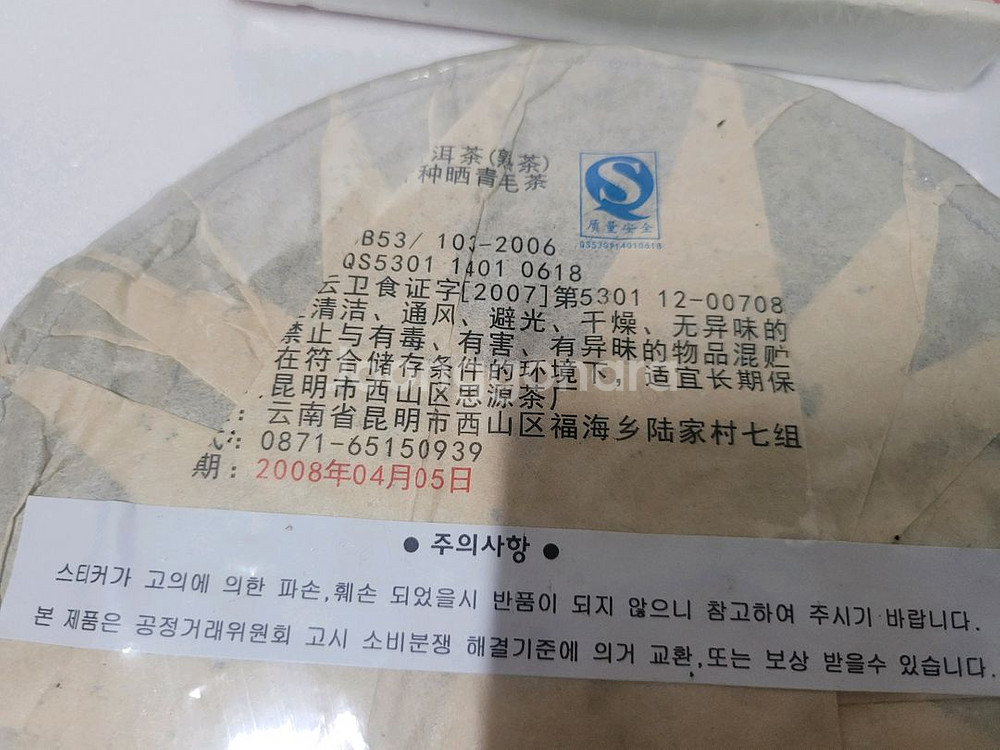 洱茶(熟茶)
种晒青毛茶
质量安全
QS530114010618
B53/ 103-2006
QS5301 1401 0618
云卫食证字[2007]第5301 12-00708
清洁、通风、避光、干燥、无异味的
禁止与有毒、有害、有异味的物品混贮
在符合储存条件的环境下，适宜长期保
昆明市西山区思源茶厂
：云南省昆明市西山区福海乡陆家村七组
：0871-65150939
期：2008年04月05日
● 주의사항 ●
스티커가 고의에 의한 파손,훼손 되었을시 반품이 되지 않으니 참고하여 주시기 바랍니다.
본 제품은 공정거래위원회 고시 소비분쟁 해결기준에 의거 교환,또는 보상 받을수 있습니다.